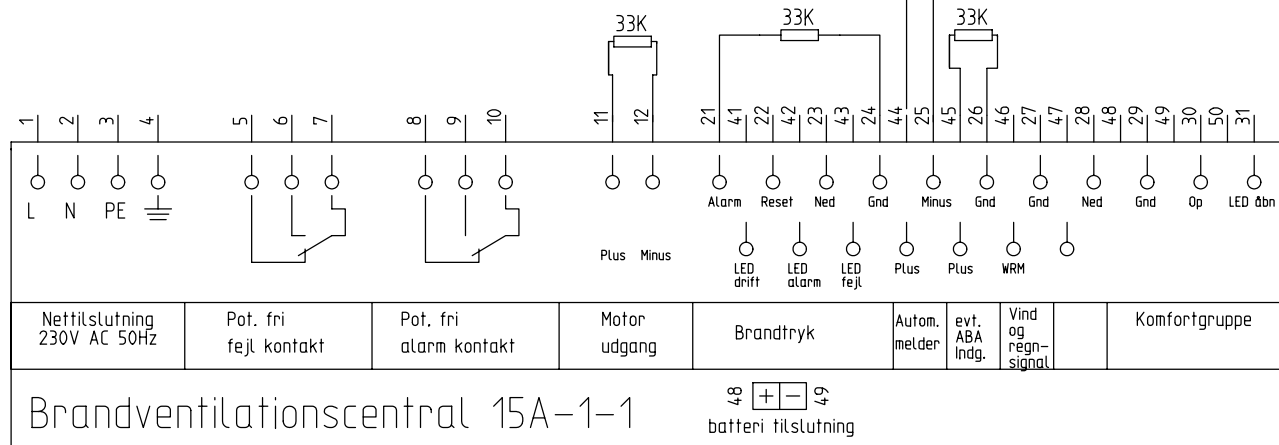 33K
33K
33K
1 2 3 4 5 6 7 8 9 10 11 12 21 41 22 42 23 43 24 44 25 45 26 46 27 47 28 48 29 49 30 50 31
L N PE
Alarm Reset Ned Gnd Minus Gnd Gnd Ned Gnd Op LED åbn
Plus Minus
LED drift
LED alarm
LED fejl
Plus
Plus
WRM
Nettilslutning
230V AC 50Hz
Pot. fri
fejl kontakt
Pot, fri
alarm kontakt
Motor
udgang
Brandtryk
Autom.
melder
evt.
ABA
Indg.
Vind
og
regn-
signal
Komfortgruppe
Brandventilationscentral 15A-1-1
48 + - 49
batteri tilslutning